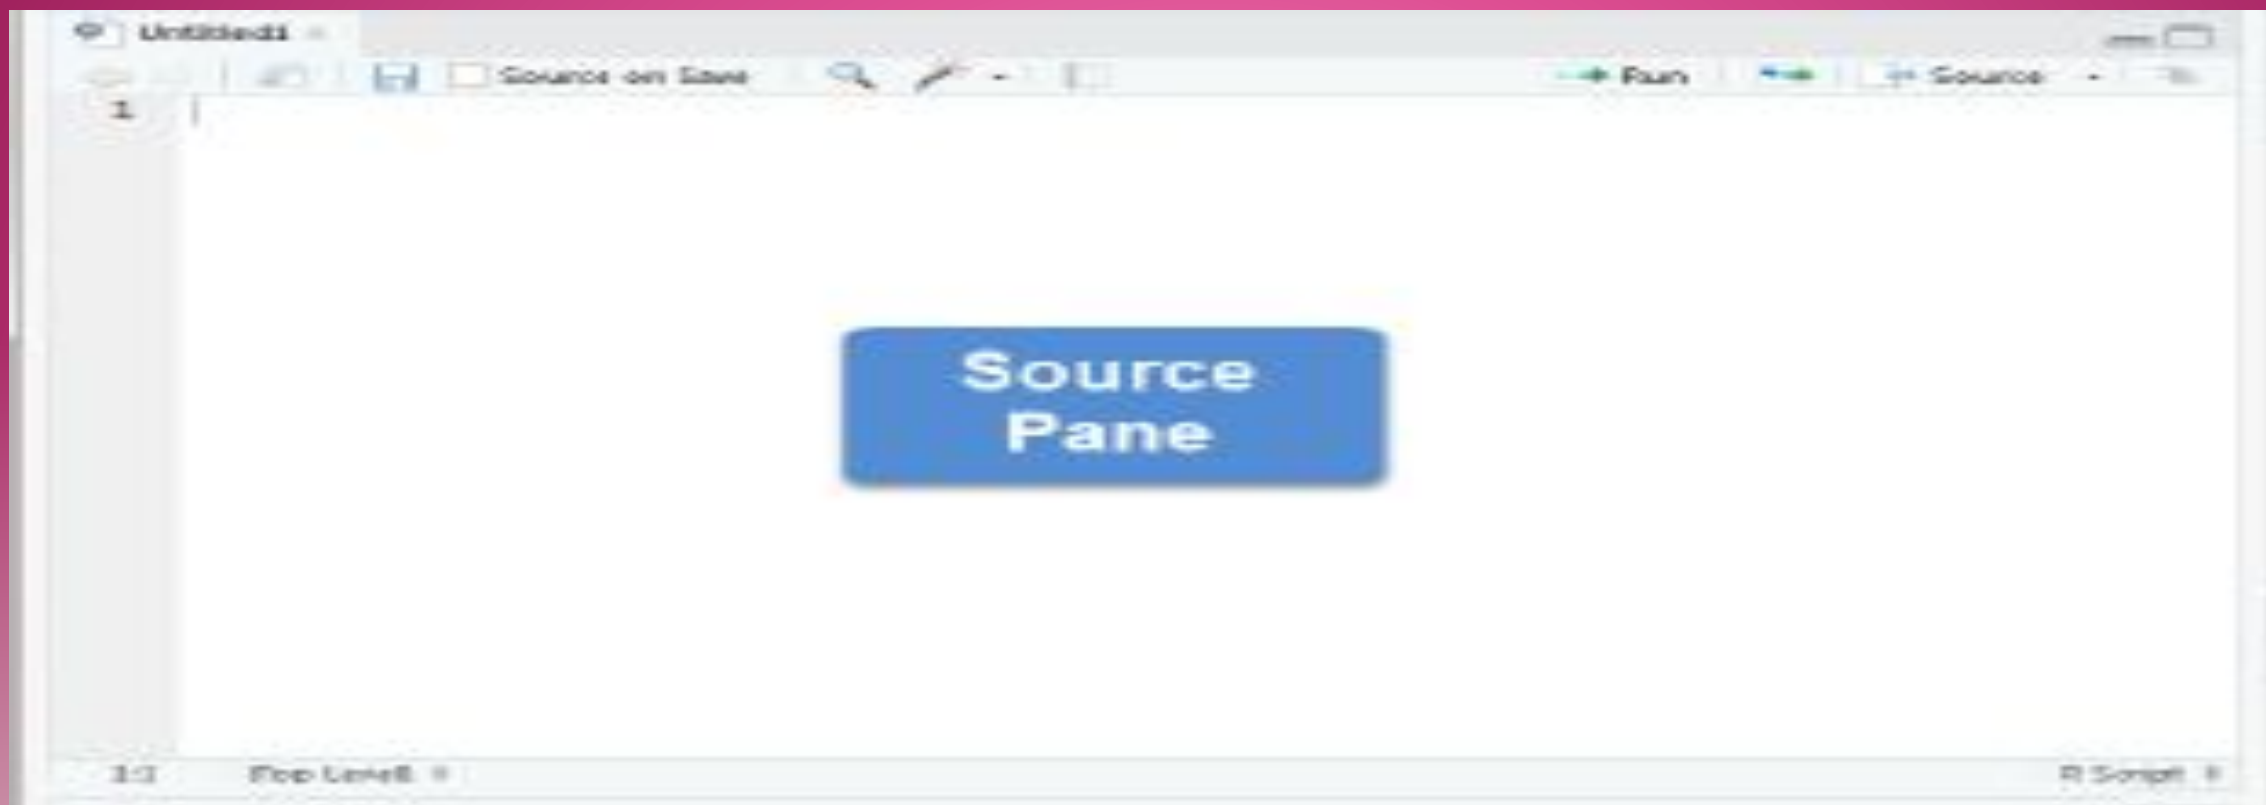 Untitled1
Source on Save
Run
Source
1
Source
Pane
1:1
(Top Level)
R Script